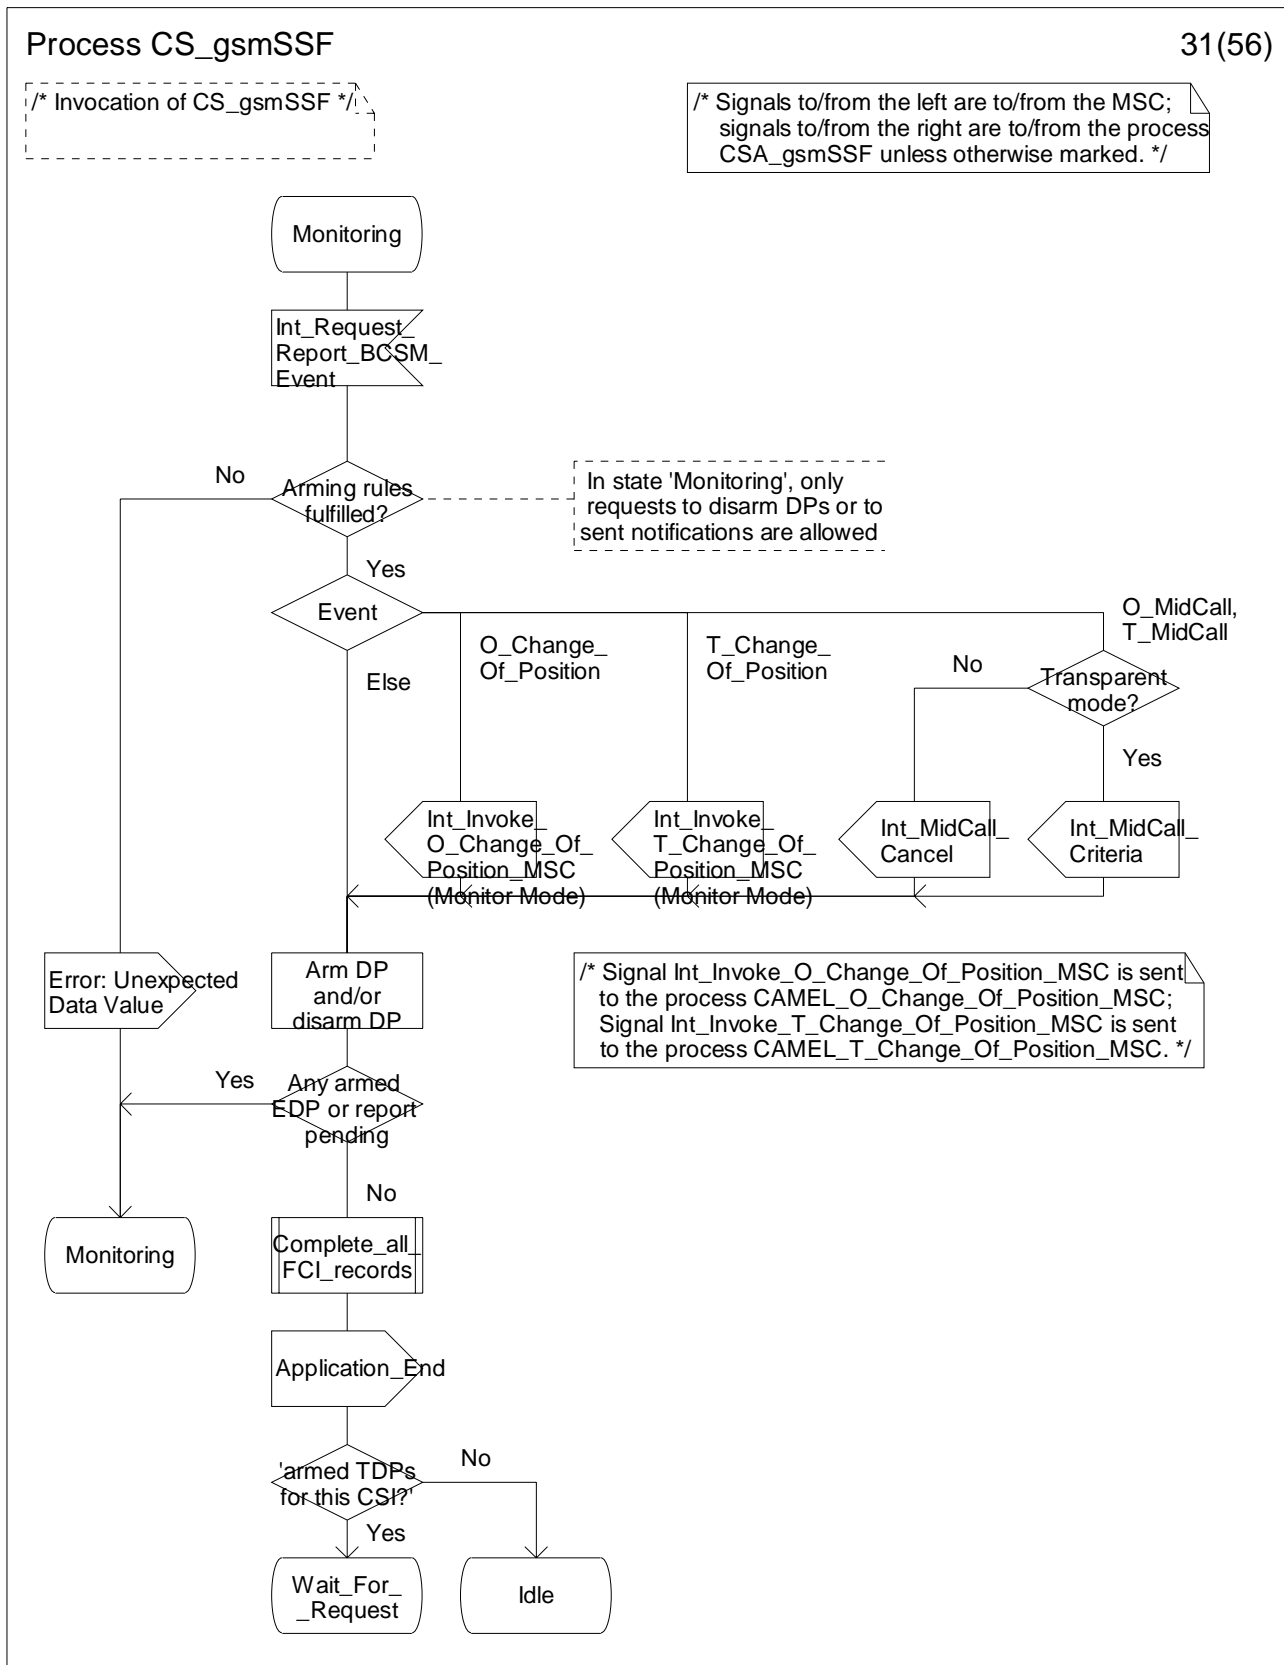 Process CS_gsmSSF
31(56)
/* Invocation of CS_gsmSSF */
/* Signals to/from the left are to/from the MSC;
signals to/from the right are to/from the process
CSA_gsmSSF unless otherwise marked. */
Monitoring
Int_Request_
Report_BCSM_
Event
No
Arming rules
fulfilled?
In state 'Monitoring', only
requests to disarm DPs or to
sent notifications are allowed
Yes
Event
O_MidCall,
T_MidCall
O_Change_
Of_Position
T_Change_
Of_Position
Else
No
Transparent
mode?
Yes
Int_Invoke_
O_Change_Of_
Position_MSC
(Monitor Mode)
Int_Invoke_
T_Change_Of_
Position_MSC
(Monitor Mode)
Int_MidCall_
Cancel
Int_MidCall_
Criteria
Error: Unexpected
Data Value
Arm DP
and/or
disarm DP
/* Signal Int_Invoke_O_Change_Of_Position_MSC is sent
to the process CAMEL_O_Change_Of_Position_MSC;
Signal Int_Invoke_T_Change_Of_Position_MSC is sent
to the process CAMEL_T_Change_Of_Position_MSC. */
Yes
Any armed
EDP or report
pending
No
Monitoring
Complete_all_
FCI_records
Application_End
'armed TDPs
for this CSI?'
No
Yes
Wait_For_
_Request
Idle